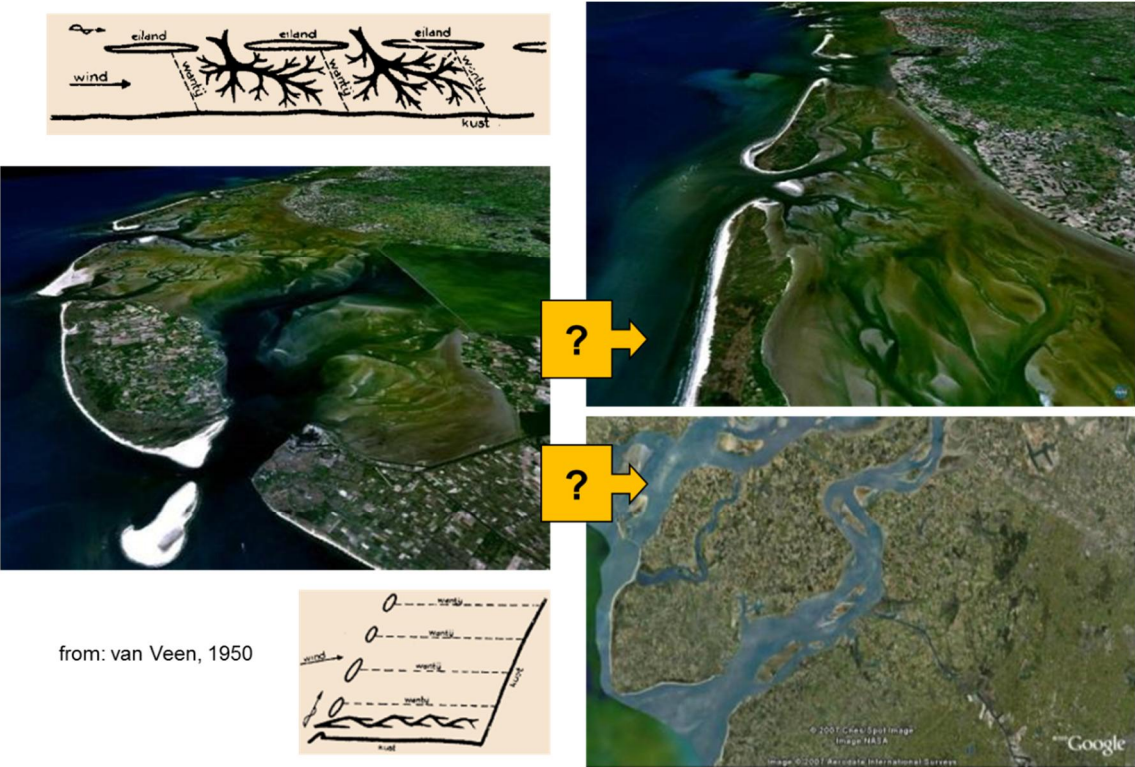 eiland
eiland
eiland
wind
wantij
wantij
wantij
kust
?
?
from: van Veen, 1950
wantij
wantij
wind
wantij
wantij
kust
kust
© 2007 Cnes/Spot Image
Image NASA
Image © 2007 Aerodata International Surveys
Google